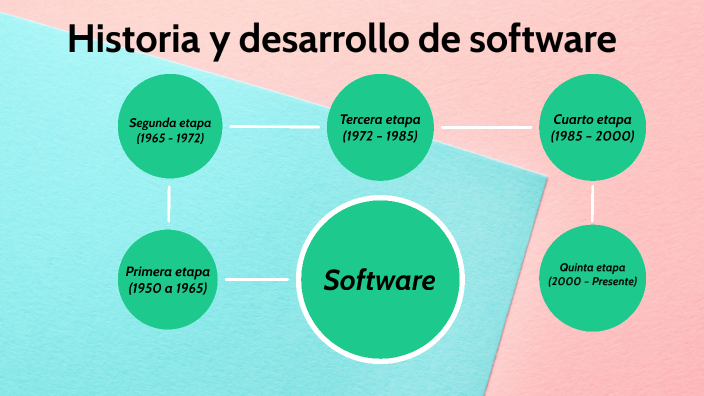 Historia y desarrollo de software
Segunda etapa
(1965 - 1972)
Tercera etapa
(1972 – 1985)
Cuarto etapa
(1985 – 2000)
Primera etapa
(1950 a 1965)
Software
Quinta etapa
(2000 – Presente)